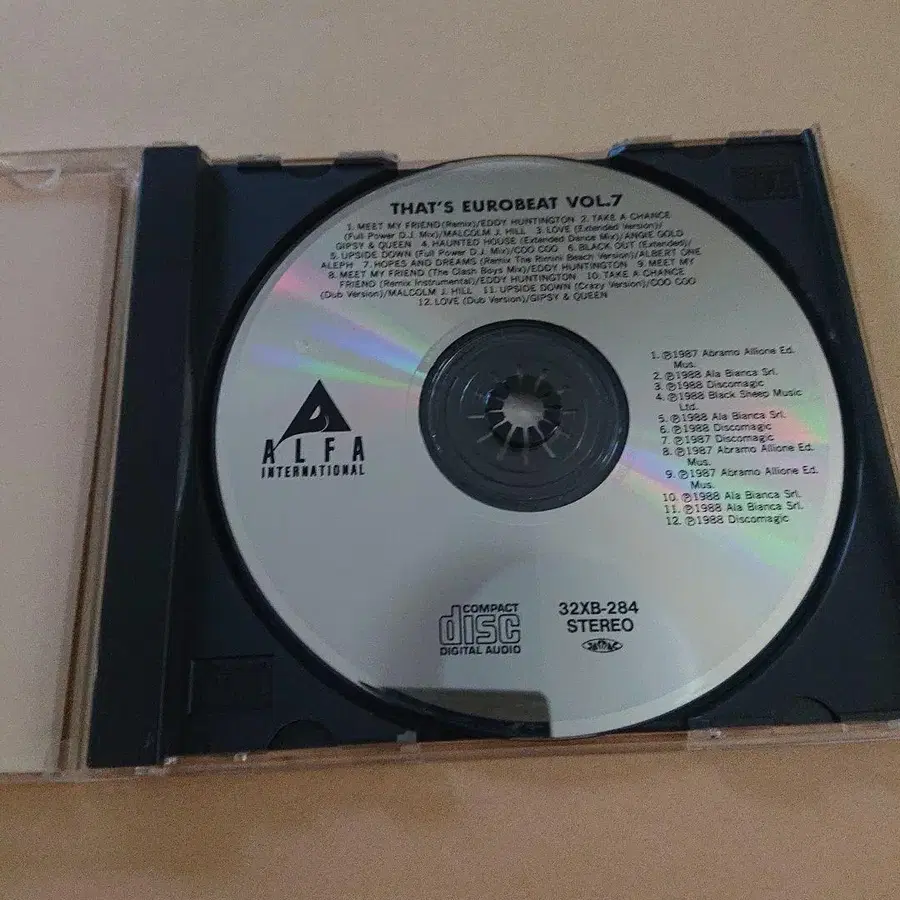 THAT'S EUROBEAT VOL.7
1. MEET MY FRIEND(Remix)/EDDY HUNTINGTON 2. TAKE A CHANCE
(Full Power D.J. Mix)/MALCOLM J. HILL 3. LOVE (Extended Version)/
GIPSY & QUEEN 4. HAUNTED HOUSE (Extended Dance Mix)/ANGIE GOLD
5. UPSIDE DOWN (Full Power D.J. Mix)/COO COO 6. BLACK OUT (Extended)/
ALEPH 7. HOPES AND DREAMS (Remix The Rimini Beach Version)/ALBERT ONE
8. MEET MY FRIEND (The Clash Boys Mix)/EDDY HUNTINGTON 9. MEET MY
FRIEND (Remix Instrumental)/EDDY HUNTINGTON 10. TAKE A CHANCE
(Dub Version)/MALCOLM J. HILL 11. UPSIDE DOWN (Crazy Version)/COO COO
12. LOVE (Dub Version)/GIPSY & QUEEN
1. ℗1987 Abramo Allione Ed.
Mus.
2. ℗1988 Ala Bianca Srl.
3. ℗1988 Discomagic
4. ℗1988 Black Sheep Music
Ltd.
5. ℗1988 Ala Bianca Srl.
6. ℗1988 Discomagic
7. ℗1987 Discomagic
8. ℗1987 Abramo Allione Ed.
Mus.
9. ℗1987 Abramo Allione Ed.
Mus.
10. ℗1988 Ala Bianca Srl.
11. ℗1988 Ala Bianca Srl.
12. ℗1988 Discomagic
ALFA
INTERNATIONAL
COMPACT
disc
DIGITAL AUDIO
32XB-284
STEREO
JASRAC